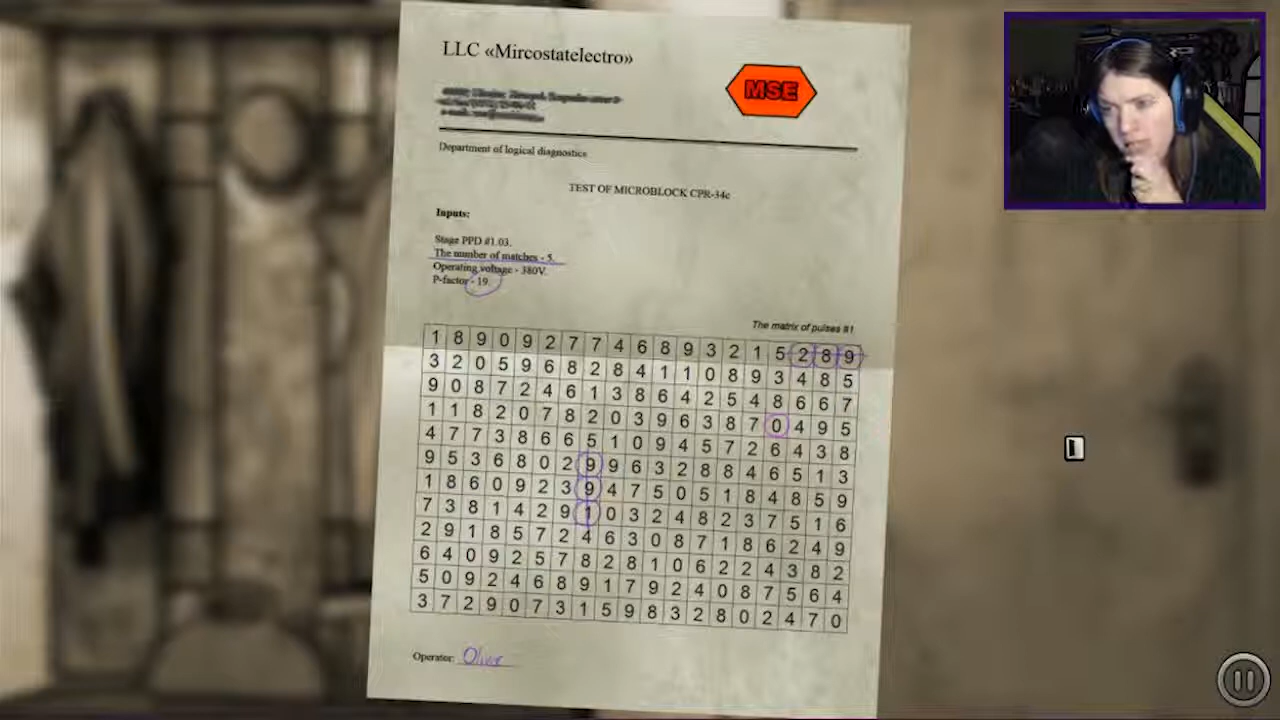 LLC «Mircostatelectro»
MSE
Department of logical diagnostics
TEST OF MICROBLOCK CPR-34c
Inputs:
Stage PPD #1.03.
The number of matches - 5.
Operating voltage - 380V.
P-factor - 19.
The matrix of pulses #1
1 8 9 0 9 2 7 7 4 6 8 9 3 2 1 5 2 8 9
3 2 0 5 9 6 8 2 8 4 1 1 0 8 9 3 4 8 5
9 0 8 7 2 4 6 1 3 8 6 4 2 5 4 8 6 6 7
1 1 8 2 0 7 8 2 0 3 9 6 3 8 7 0 4 9 5
4 7 7 3 8 6 6 5 1 0 9 4 5 7 2 6 4 3 8
9 5 3 6 8 0 2 9 9 6 3 2 8 8 4 6 5 1 3
1 8 6 0 9 2 3 9 4 7 5 0 5 1 8 4 8 5 9
7 3 8 1 4 2 9 1 0 3 2 4 8 2 3 7 5 1 6
2 9 1 8 5 7 2 4 6 3 0 8 7 1 8 6 2 4 9
6 4 0 9 2 5 7 8 2 8 1 0 6 2 2 4 3 8 2
5 0 9 2 4 6 8 9 1 7 9 2 4 0 8 7 5 6 4
3 7 2 9 0 7 3 1 5 9 8 3 2 8 0 2 4 7 0
Operator: Oliver